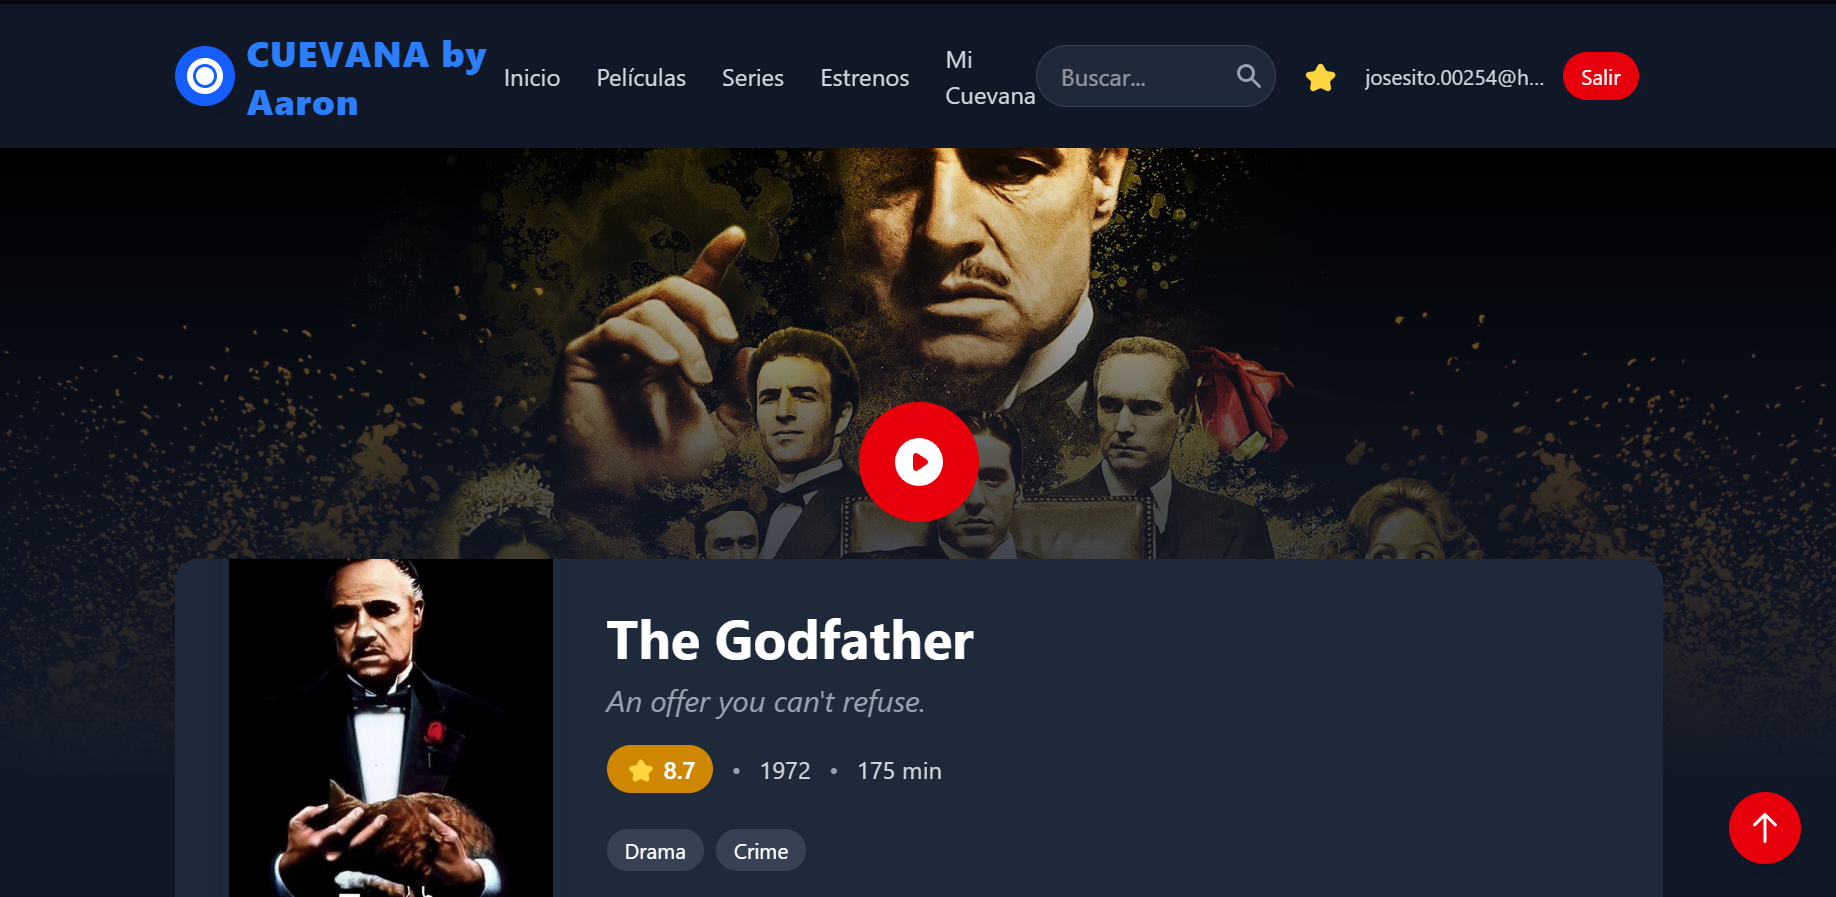 CUEVANA by
Aaron
Inicio
Películas
Series
Estrenos
Mi
Cuevana
Buscar...
josesito.00254@h...
Salir
The Godfather
An offer you can't refuse.
8.7 • 1972 • 175 min
Drama
Crime